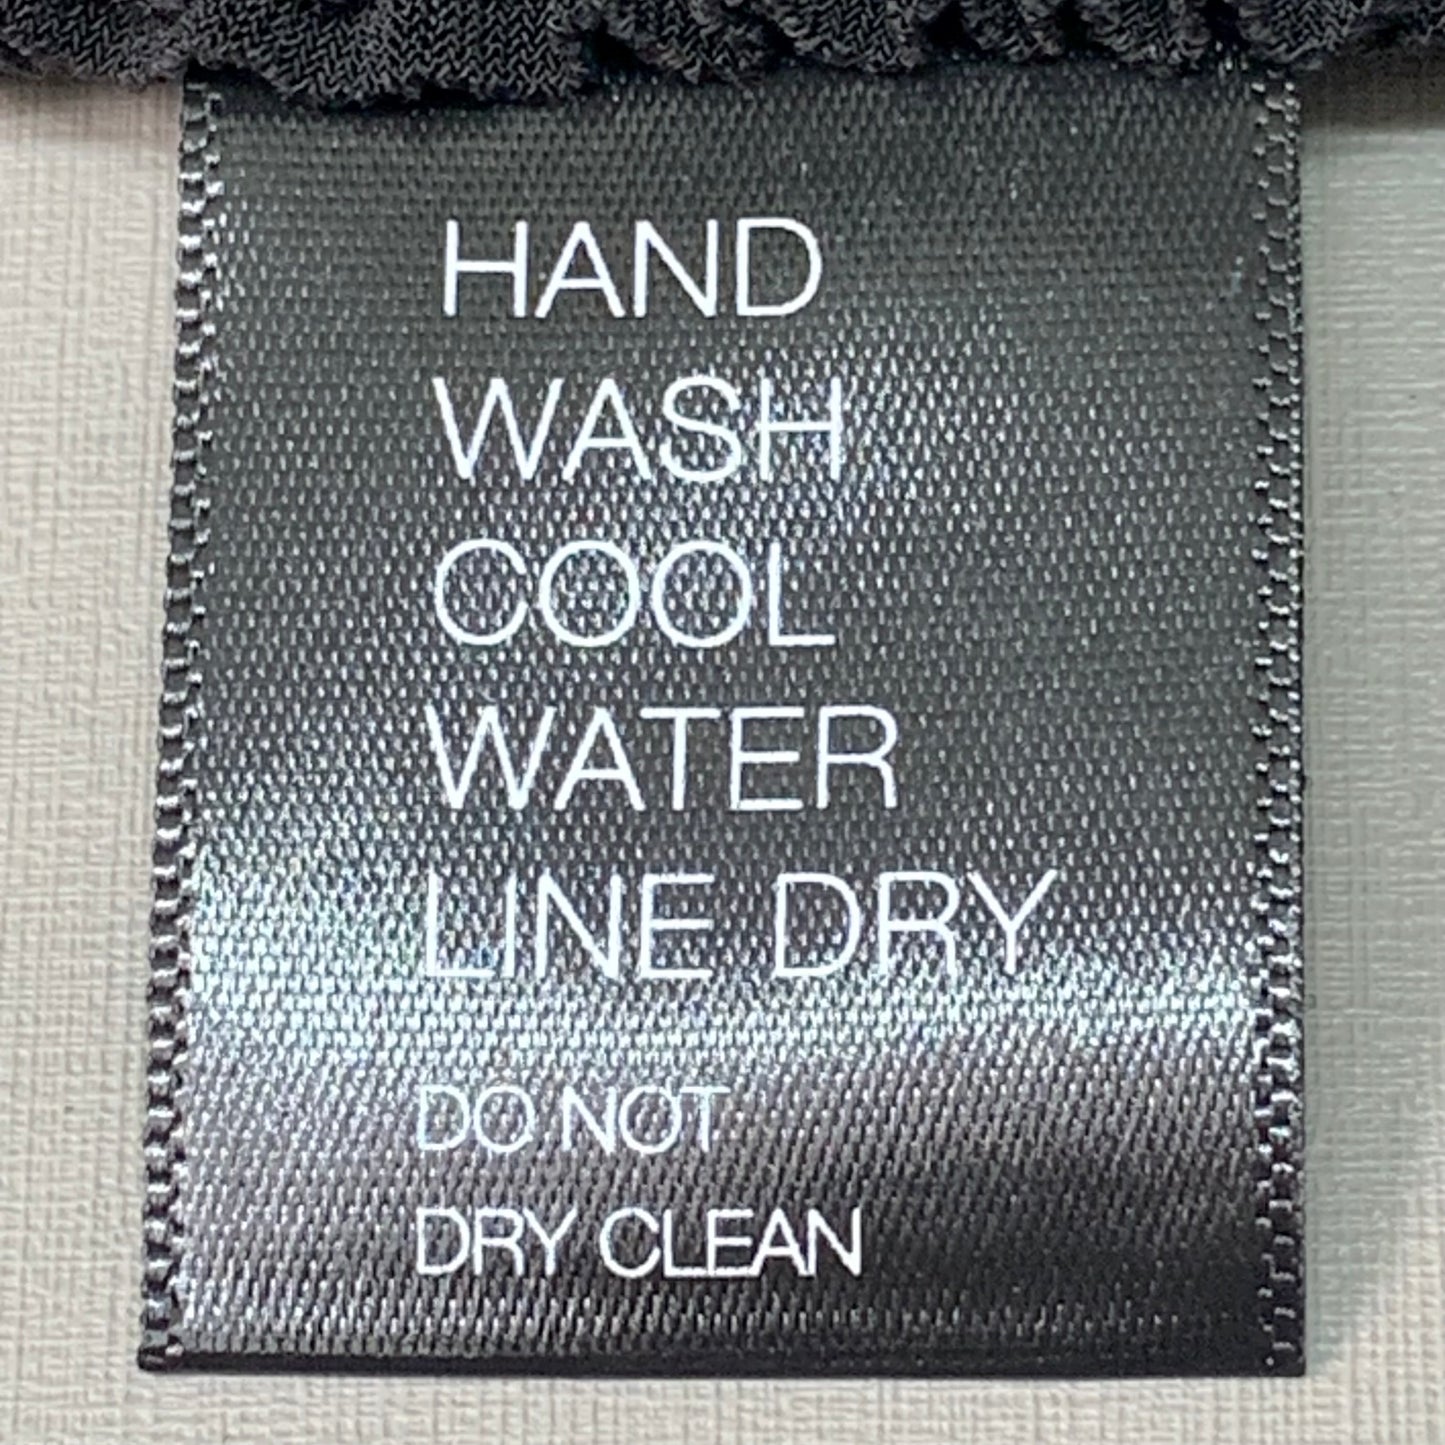 HAND
WASH
COOL
WATER
LINE DRY
DO NOT
DRY CLEAN